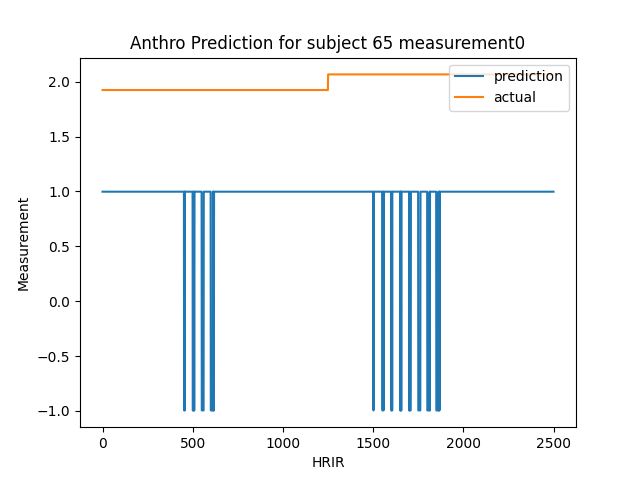 Anthro Prediction for subject 65 measurement0
prediction
actual
2.0
1.5
1.0
0.5
0.0
−0.5
−1.0
Measurement
0 500 1000 1500 2000 2500
HRIR